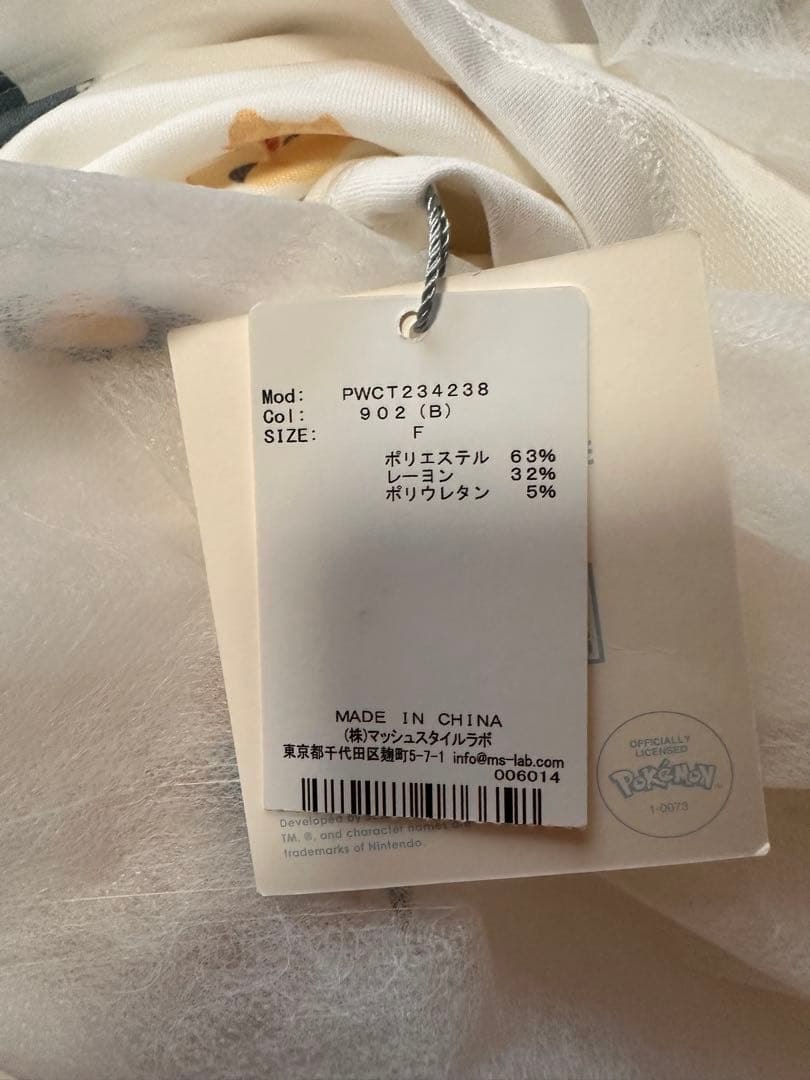 Mod: PWCT234238
Col: 902(B)
SIZE: F
ポリエステル 63%
レーヨン 32%
ポリウレタン 5%
MADE IN CHINA
(株)マッシュスタイルラボ
東京都千代田区麹町5-7-1 info@ms-lab.com
006014
Developed by
TM, ®, and character names are
trademarks of Nintendo.
OFFICIALLY
LICENSED
POKéMON
1-0073